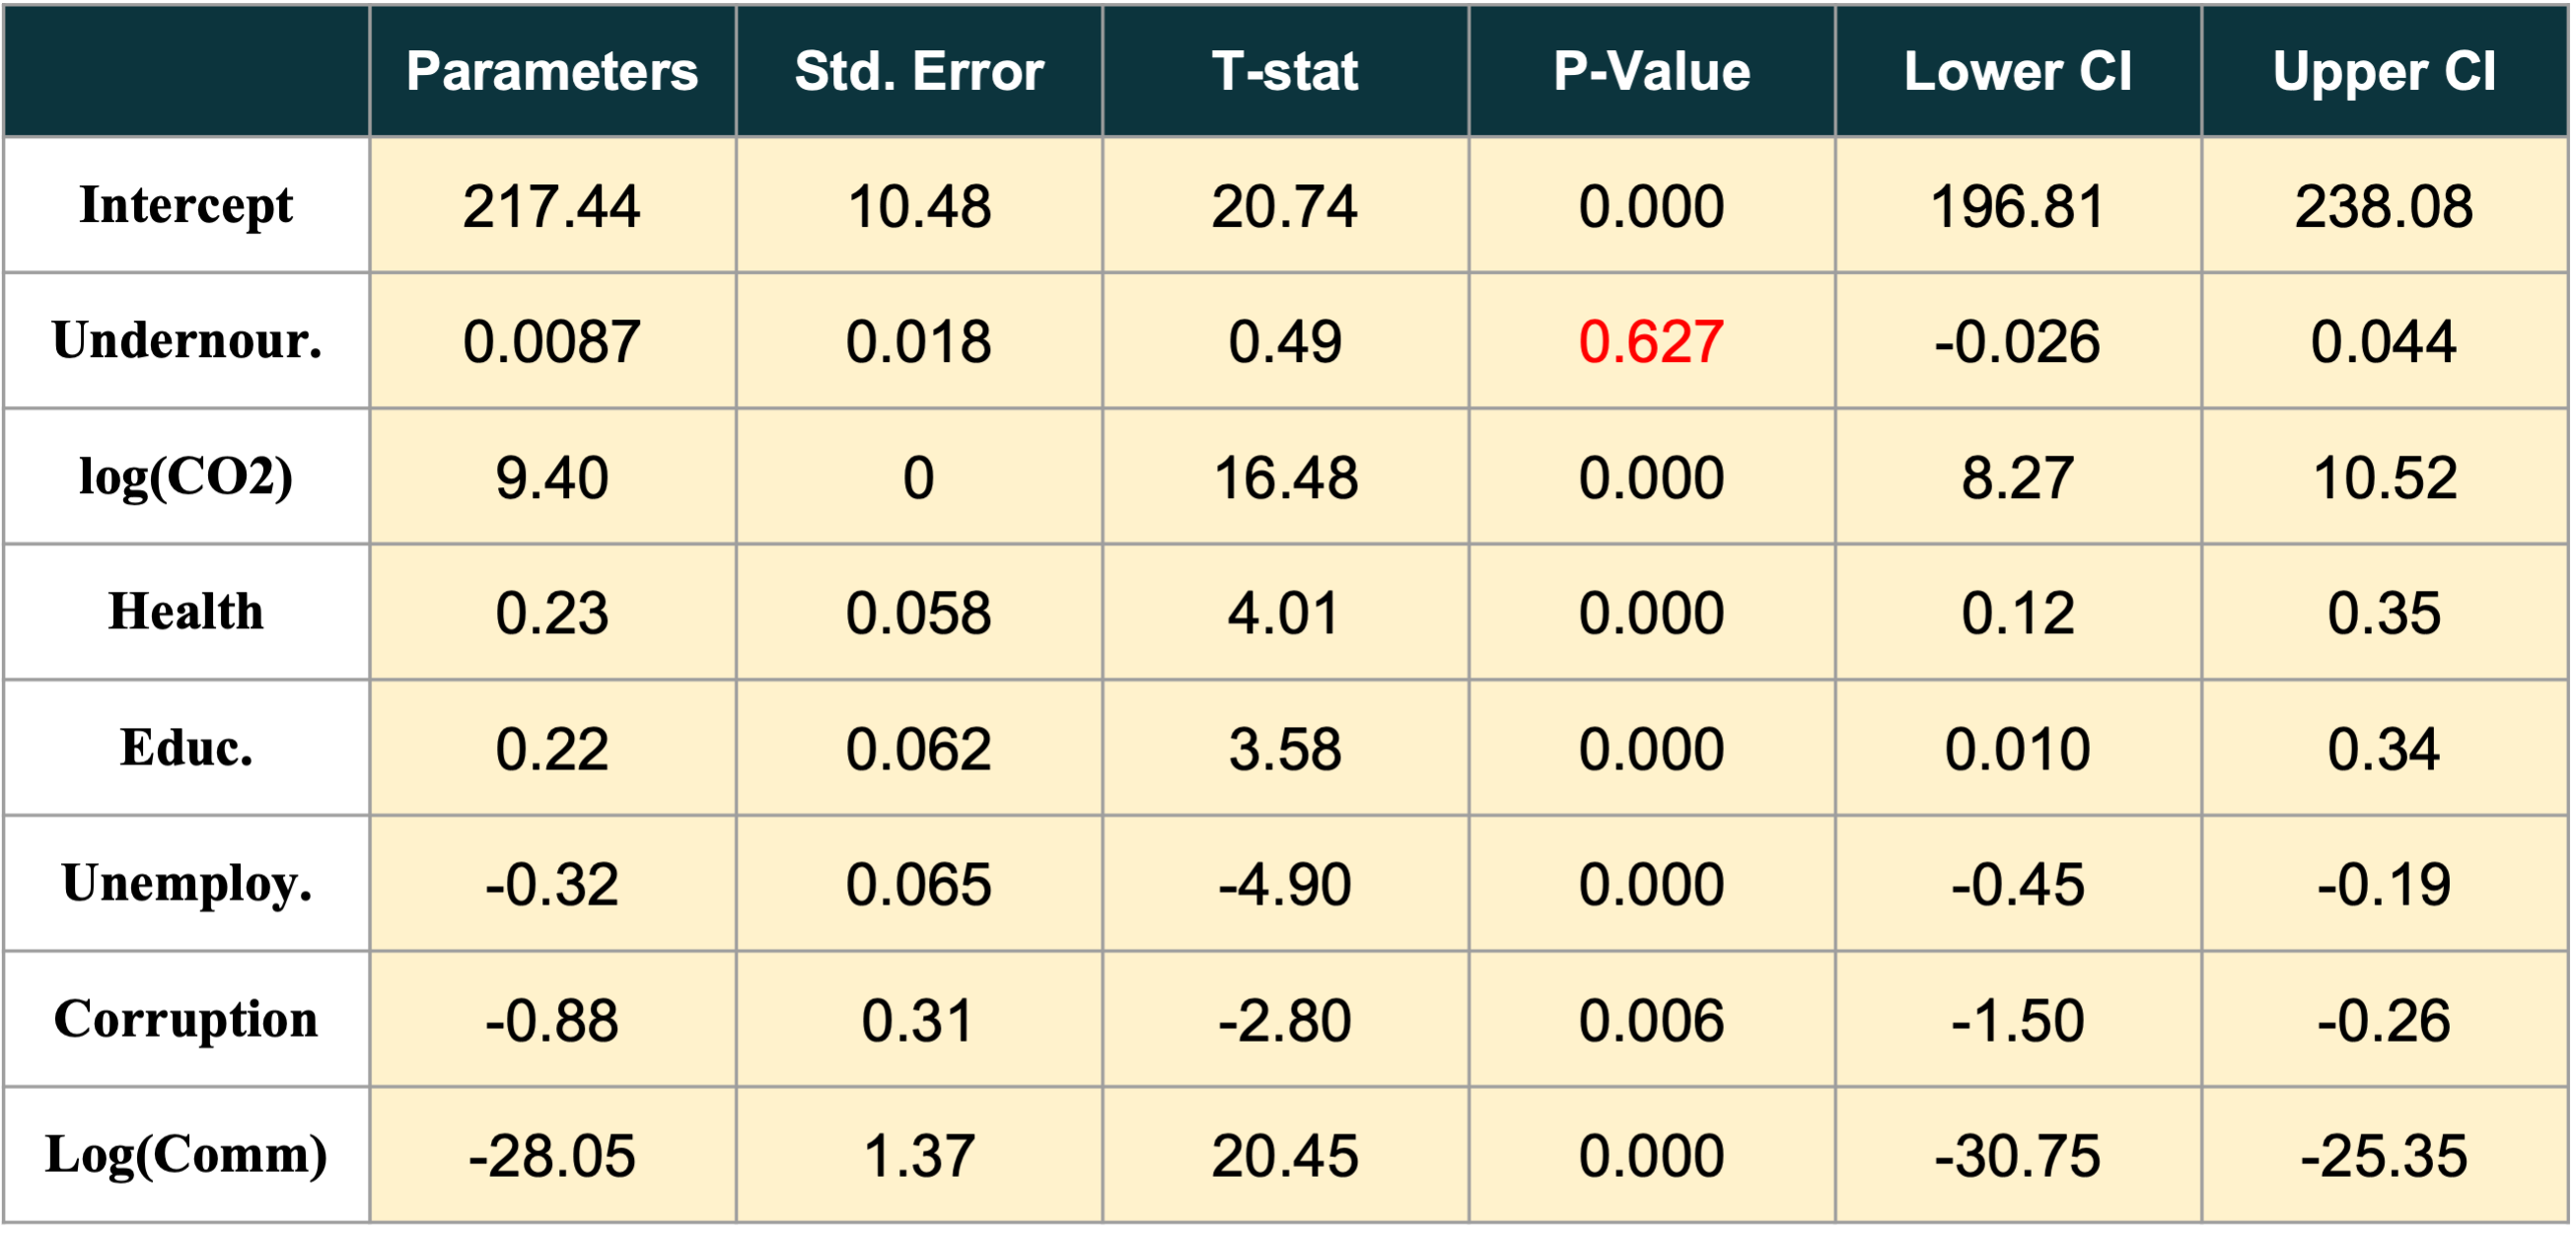 Parameters Std. Error T-stat P-Value Lower CI Upper CI
Intercept 217.44 10.48 20.74 0.000 196.81 238.08
Undernour. 0.0087 0.018 0.49 0.627 -0.026 0.044
log(CO2) 9.40 0 16.48 0.000 8.27 10.52
Health 0.23 0.058 4.01 0.000 0.12 0.35
Educ. 0.22 0.062 3.58 0.000 0.010 0.34
Unemploy. -0.32 0.065 -4.90 0.000 -0.45 -0.19
Corruption -0.88 0.31 -2.80 0.006 -1.50 -0.26
Log(Comm) -28.05 1.37 20.45 0.000 -30.75 -25.35